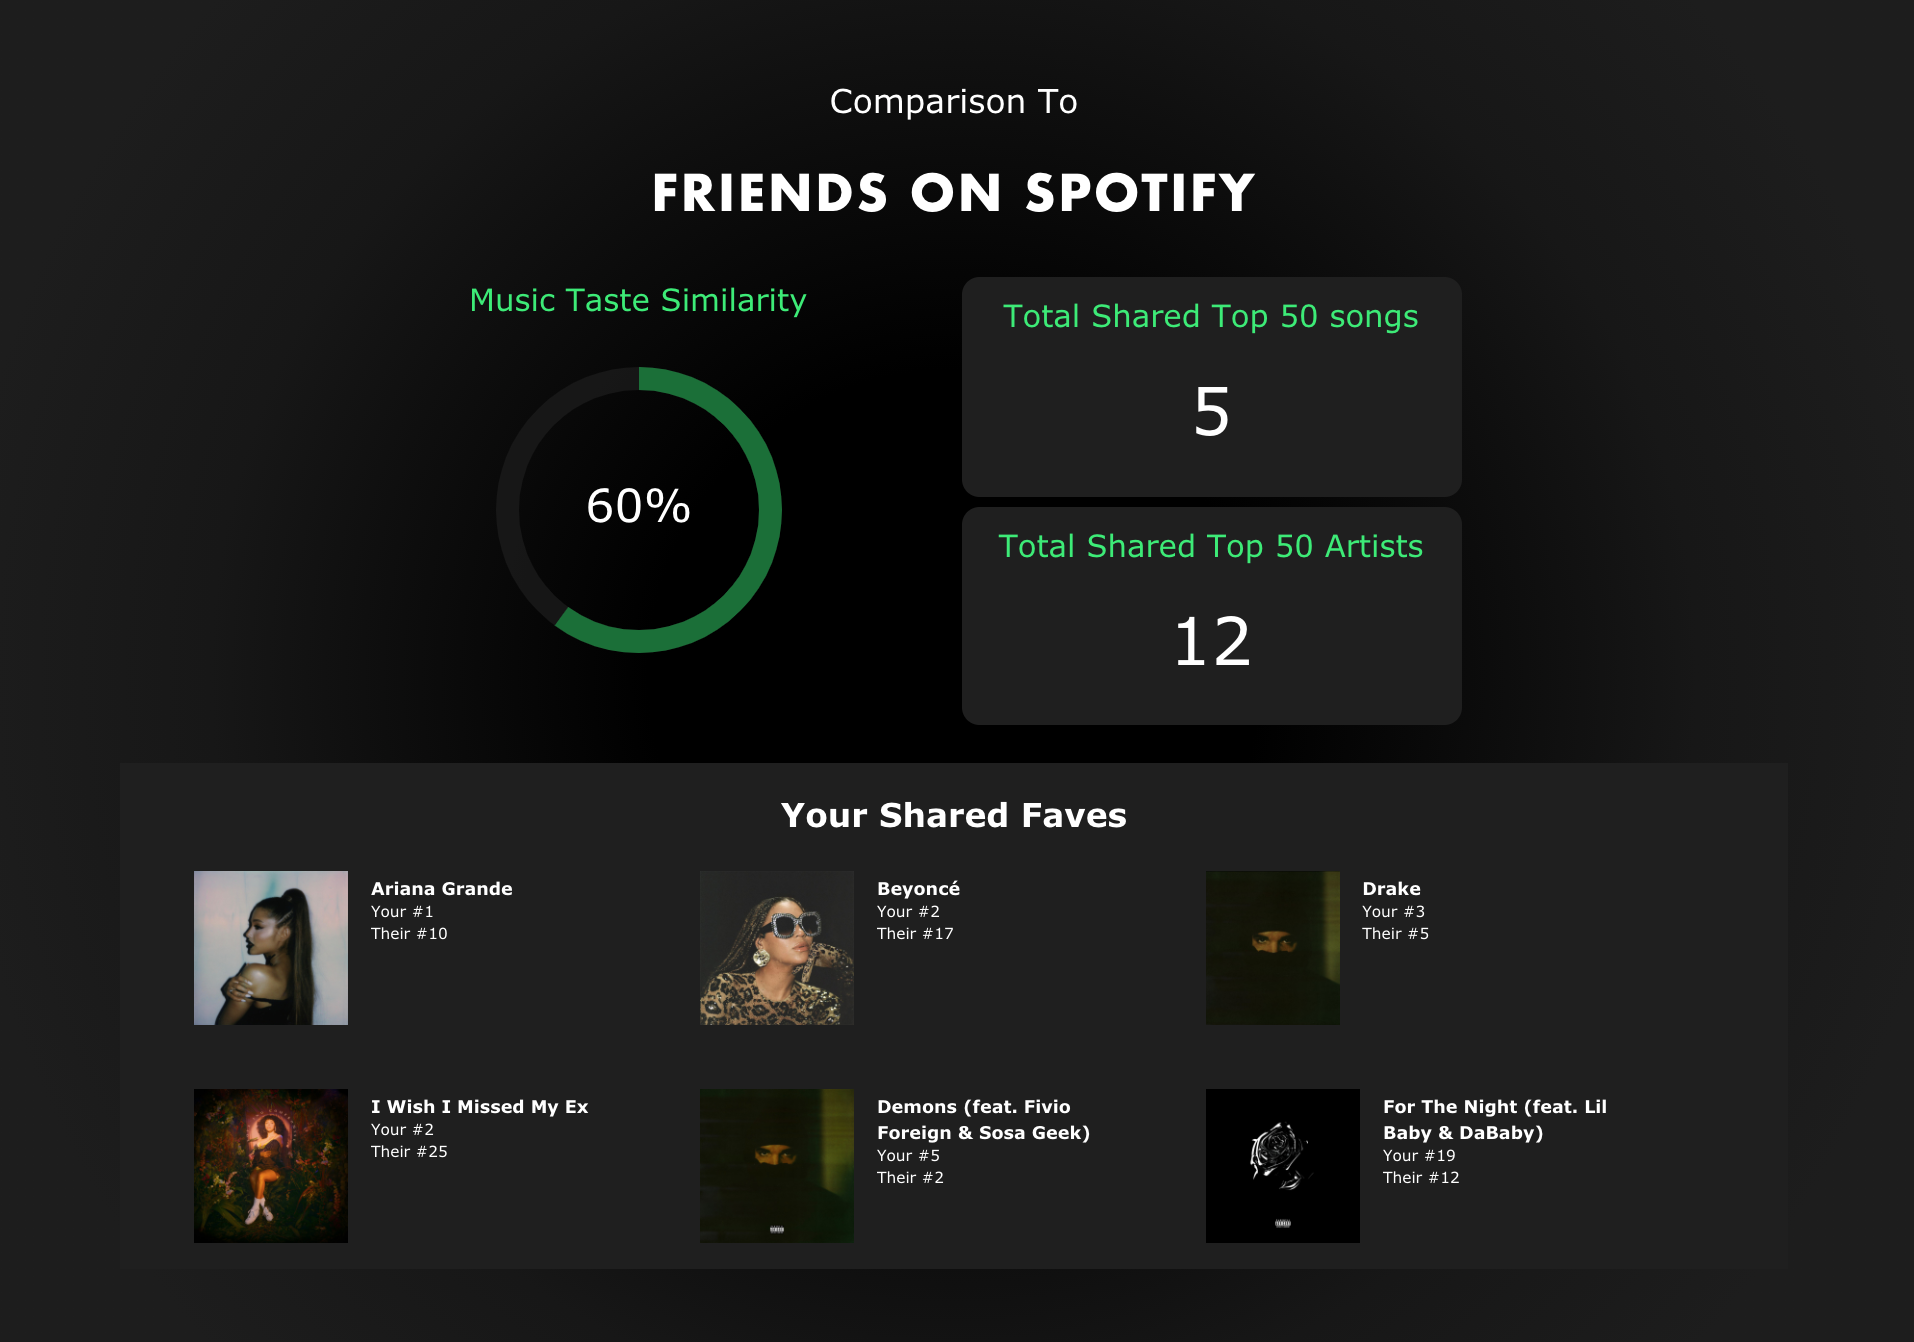 Comparison To
FRIENDS ON SPOTIFY
Music Taste Similarity
60%
Total Shared Top 50 songs
5
Total Shared Top 50 Artists
12
Your Shared Faves
Ariana Grande
Your #1
Their #10
Beyoncé
Your #2
Their #17
Drake
Your #3
Their #5
I Wish I Missed My Ex
Your #2
Their #25
Demons (feat. Fivio
Foreign & Sosa Geek)
Your #5
Their #2
For The Night (feat. Lil
Baby & DaBaby)
Your #19
Their #12